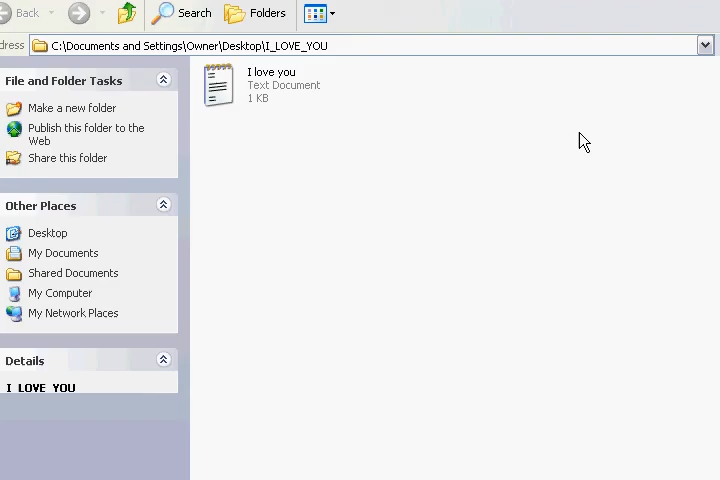 Back Search Folders
dress C:\Documents and Settings\Owner\Desktop\I_LOVE_YOU
File and Folder Tasks
Make a new folder
Publish this folder to the
Web
Share this folder
Other Places
Desktop
My Documents
Shared Documents
My Computer
My Network Places
Details
I_LOVE_YOU
I love you
Text Document
1 KB